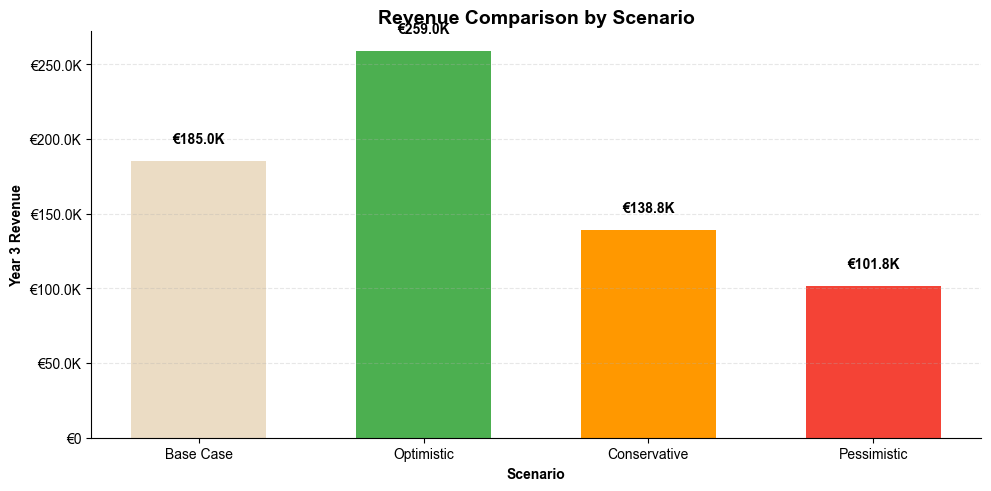 Revenue Comparison by Scenario
€259.0K
€250.0K
€185.0K
€200.0K
€138.8K
€150.0K
€101.8K
€100.0K
€50.0K
€0
Year 3 Revenue
Base Case
Optimistic
Conservative
Pessimistic
Scenario